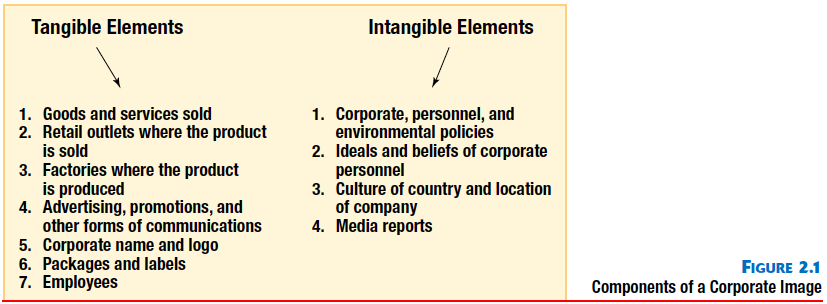 Tangible Elements
1. Goods and services sold
2. Retail outlets where the product
is sold
3. Factories where the product
is produced
4. Advertising, promotions, and
other forms of communications
5. Corporate name and logo
6. Packages and labels
7. Employees
Intangible Elements
1. Corporate, personnel, and
environmental policies
2. Ideals and beliefs of corporate
personnel
3. Culture of country and location
of company
4. Media reports
FIGURE 2.1
Components of a Corporate Image